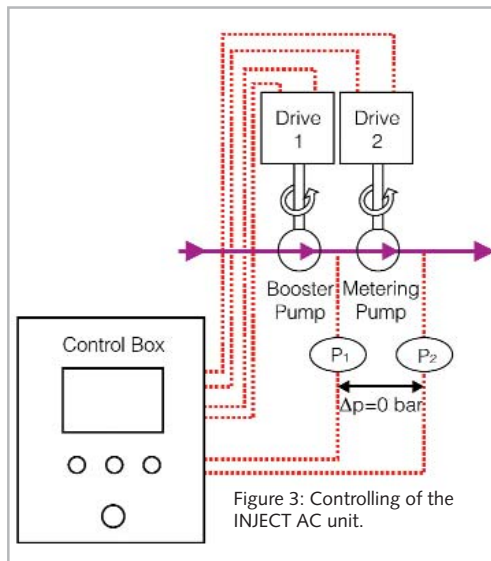 Drive
1
Drive
2
Booster
Pump
Metering
Pump
Control Box
P1
P2
Δp=0 bar
Figure 3: Controlling of the
INJECT AC unit.